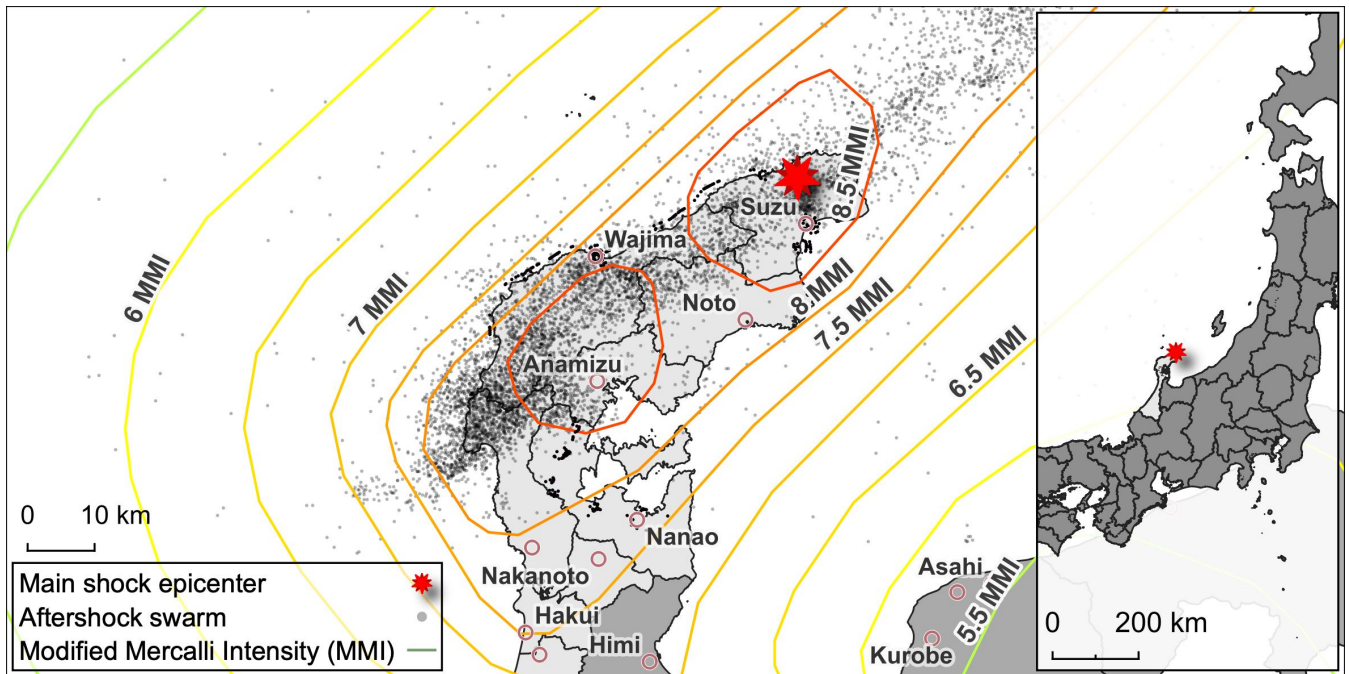 8.5 MMI
Suzu
Wajima
6 MMI
7 MMI
8 MMI
7.5 MMI
Noto
6.5 MMI
Anamizu
0 10 km
Nanao
Nakanoto
Asahi
5.5 MMI
Hakui
Himi
Kurobe
Main shock epicenter
Aftershock swarm
Modified Mercalli Intensity (MMI)
0 200 km